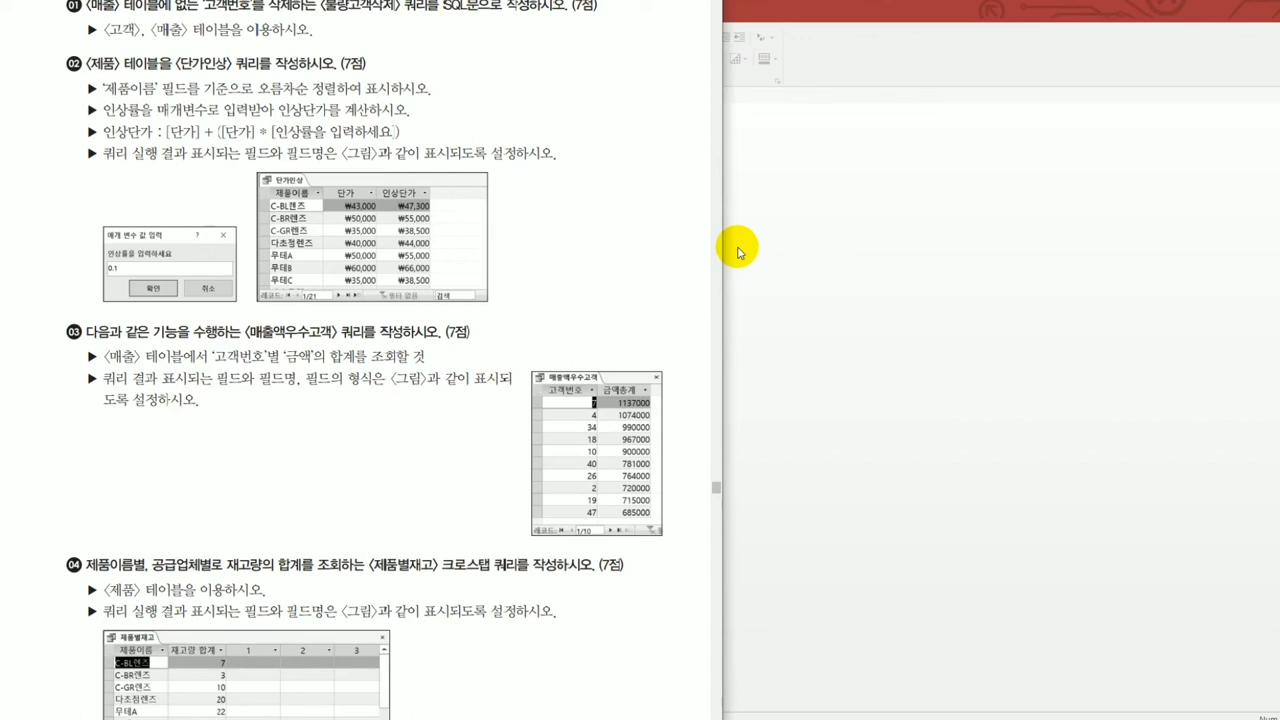 01 〈매출〉 테이블에 없는 '고객번호'를 삭제하는 〈불량고객삭제〉 쿼리를 SQL문으로 작성하시오. (7점)
▶ 〈고객〉, 〈매출〉 테이블을 이용하시오.
02 〈제품〉 테이블을 〈단가인상〉 쿼리를 작성하시오. (7점)
▶ '제품이름' 필드를 기준으로 오름차순 정렬하여 표시하시오.
▶ 인상률을 매개변수로 입력받아 인상단가를 계산하시오.
▶ 인상단가 : [단가] + ([단가] * [인상률을 입력하세요])
▶ 쿼리 실행 결과 표시되는 필드와 필드명은 〈그림〉과 같이 표시되도록 설정하시오.
매개 변수 값 입력 ? ×
인상률을 입력하세요
0.1
확인 취소
단가인상
제품이름 단가 인상단가
C-BL렌즈 ₩43,000 ₩47,300
C-BR렌즈 ₩50,000 ₩55,000
C-GR렌즈 ₩35,000 ₩38,500
다초점렌즈 ₩40,000 ₩44,000
무테A ₩50,000 ₩55,000
무테B ₩60,000 ₩66,000
무테C ₩35,000 ₩38,500
레코드: 1/21 필터 없음 검색
03 다음과 같은 기능을 수행하는 〈매출액우수고객〉 쿼리를 작성하시오. (7점)
▶ 〈매출〉 테이블에서 '고객번호'별 '금액'의 합계를 조회할 것
▶ 쿼리 결과 표시되는 필드와 필드명, 필드의 형식은 〈그림〉과 같이 표시되
도록 설정하시오.
매출액우수고객 ×
고객번호 금액총계
7 1137000
4 1074000
34 990000
18 967000
10 900000
40 781000
26 764000
2 720000
19 715000
47 685000
레코드: 1/10
04 제품이름별, 공급업체별로 재고량의 합계를 조회하는 〈제품별재고〉 크로스탭 쿼리를 작성하시오. (7점)
▶ 〈제품〉 테이블을 이용하시오.
▶ 쿼리 실행 결과 표시되는 필드와 필드명은 〈그림〉과 같이 표시되도록 설정하시오.
제품별재고 ×
제품이름 재고량 합계 1 2 3
C-BL렌즈 7
C-BR렌즈 3
C-GR렌즈 10
다초점렌즈 20
무테A 22